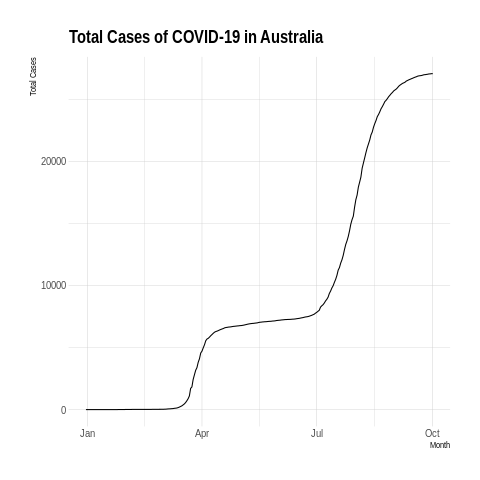 Total Cases of COVID-19 in Australia
Total Cases
20000
10000
0
Jan Apr Jul Oct
Month